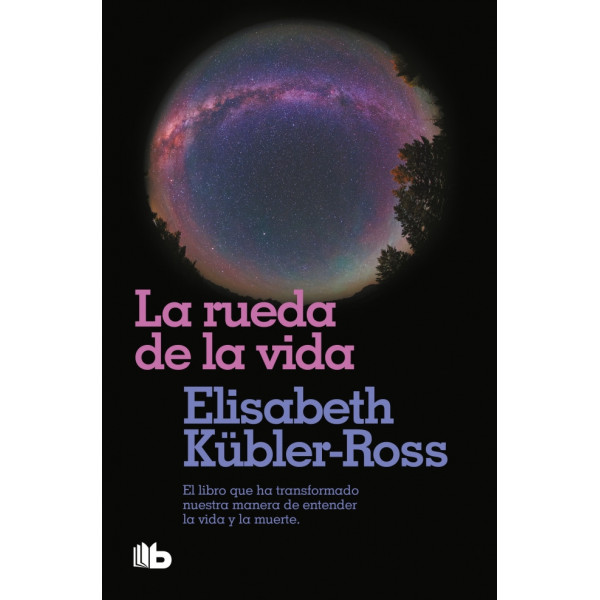 La rueda
de la vida
Elisabeth
Kübler-Ross
El libro que ha transformado
nuestra manera de entender
la vida y la muerte.
b